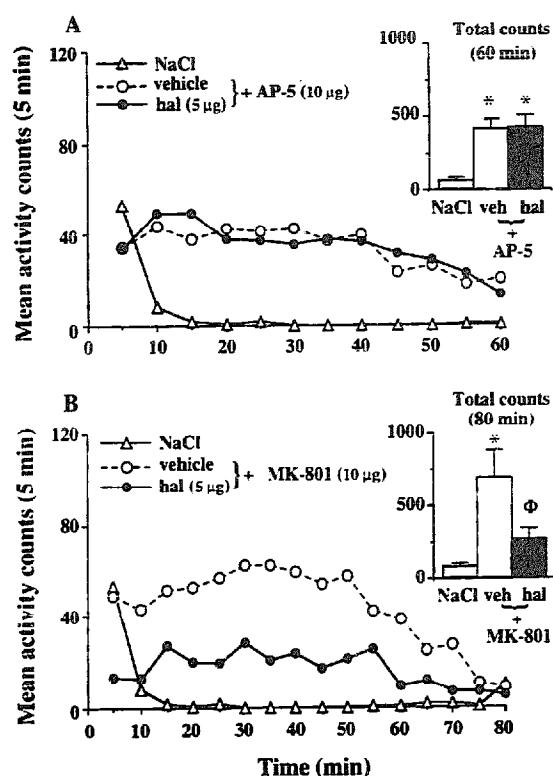 A
120
80
40
0
Mean activity counts (5 min)
NaCl
vehicle
hal (5 µg)
} + AP-5 (10 µg)
0 10 20 30 40 50 60
Total counts
(60 min)
1000
500
0
* *
NaCl veh hal
+
AP-5
B
120
80
40
0
Mean activity counts (5 min)
NaCl
vehicle
hal (5 µg)
} + MK-801 (10 µg)
0 10 20 30 40 50 60 70 80
Time (min)
Total counts
(80 min)
1000
500
0
*
Φ
NaCl veh hal
+
MK-801